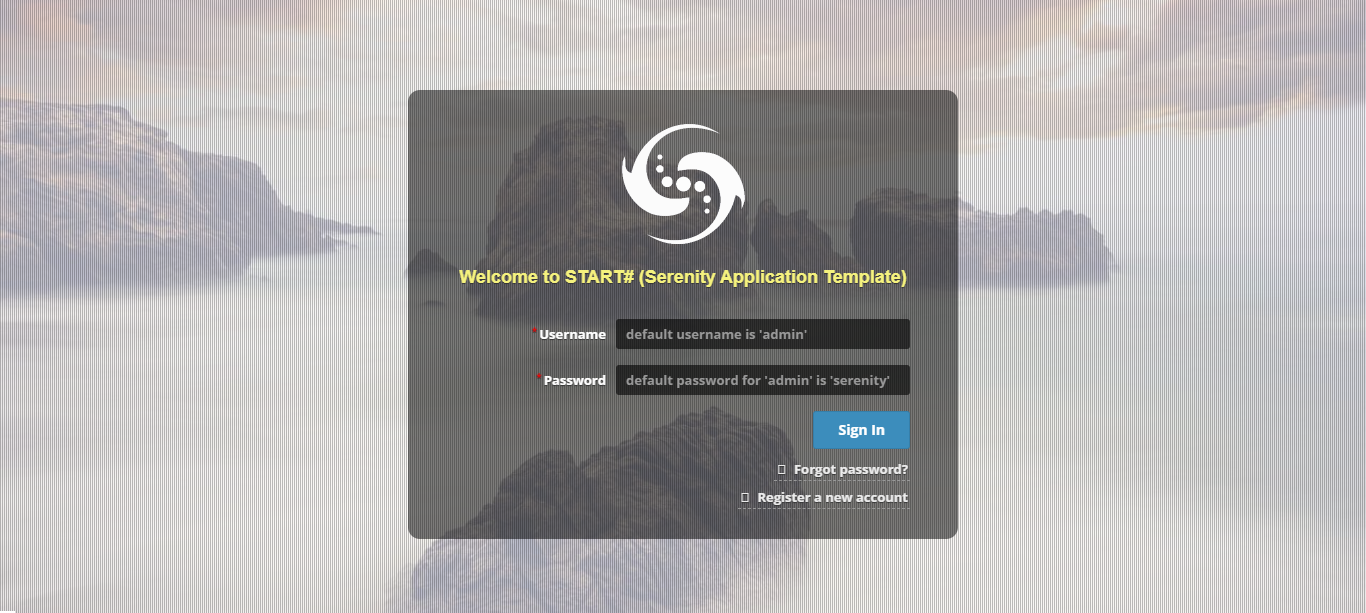 Welcome to START# (Serenity Application Template)
*Username default username is 'admin'
*Password default password for 'admin' is 'serenity'
Sign In
Forgot password?
Register a new account